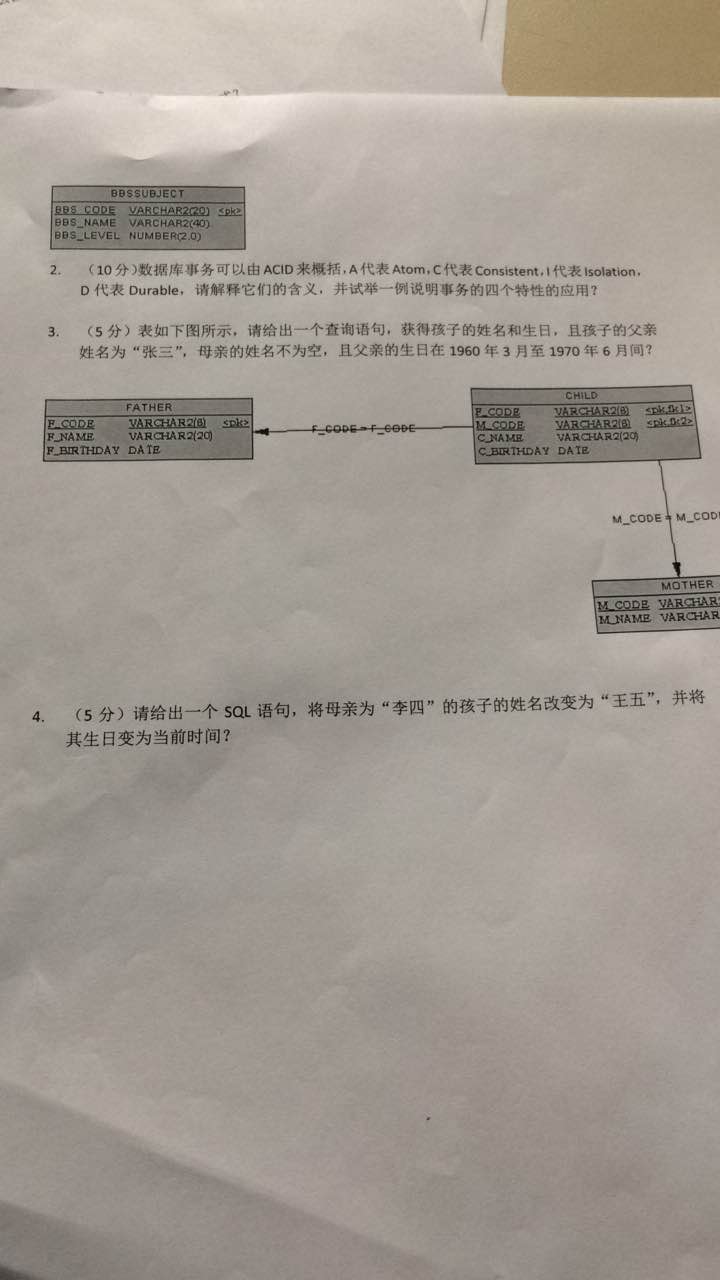 BBSSUBJECT
BBS_CODE VARCHAR2(20) <pk>
BBS_NAME VARCHAR2(40)
BBS_LEVEL NUMBER(2,0)
2. （10 分）数据库事务可以由 ACID 来概括，A 代表 Atom，C 代表 Consistent，I 代表 Isolation，
D 代表 Durable，请解释它们的含义，并试举一例说明事务的四个特性的应用？
3. （5 分）表如下图所示，请给出一个查询语句，获得孩子的姓名和生日，且孩子的父亲
姓名为“张三”，母亲的姓名不为空，且父亲的生日在 1960 年 3 月至 1970 年 6 月间？
FATHER
F_CODE VARCHAR2(8) <pk>
F_NAME VARCHAR2(20)
F_BIRTHDAY DATE
F_CODE = F_CODE
CHILD
F_CODE VARCHAR2(8) <pk,fk1>
M_CODE VARCHAR2(8) <pk,fk2>
C_NAME VARCHAR2(20)
C_BIRTHDAY DATE
M_CODE = M_COD
MOTHER
M_CODE VARCHAR
M_NAME VARCHAR
4. （5 分）请给出一个 SQL 语句，将母亲为“李四”的孩子的姓名改变为“王五”，并将
其生日变为当前时间？